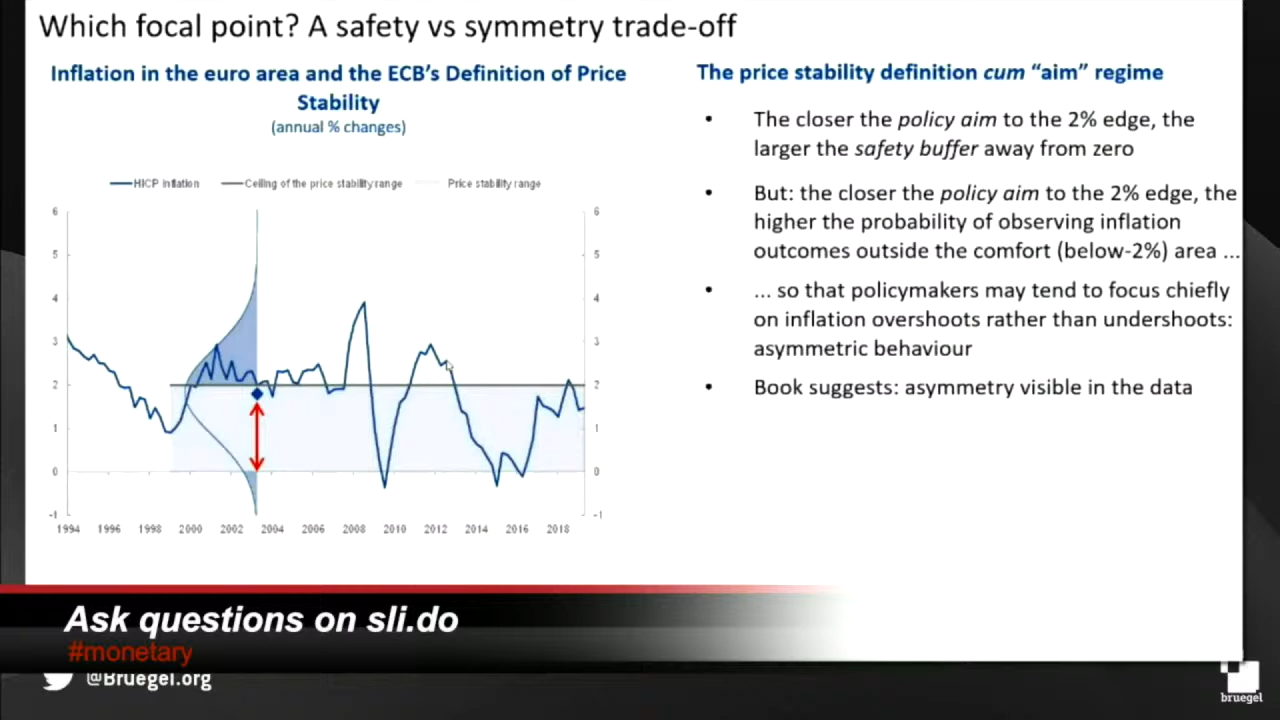 Which focal point? A safety vs symmetry trade-off
Inflation in the euro area and the ECB's Definition of Price
Stability
(annual % changes)
HICP inflation
Ceiling of the price stability range
Price stability range
6
5
4
3
2
1
0
-1
6
5
4
3
2
1
0
-1
1994 1996 1998 2000 2002 2004 2006 2008 2010 2012 2014 2016 2018
The price stability definition cum “aim” regime
• The closer the policy aim to the 2% edge, the
larger the safety buffer away from zero
• But: the closer the policy aim to the 2% edge, the
higher the probability of observing inflation
outcomes outside the comfort (below-2%) area ...
• ... so that policymakers may tend to focus chiefly
on inflation overshoots rather than undershoots:
asymmetric behaviour
• Book suggests: asymmetry visible in the data
Ask questions on sli.do
#monetary
@Bruegel.org
bruegel